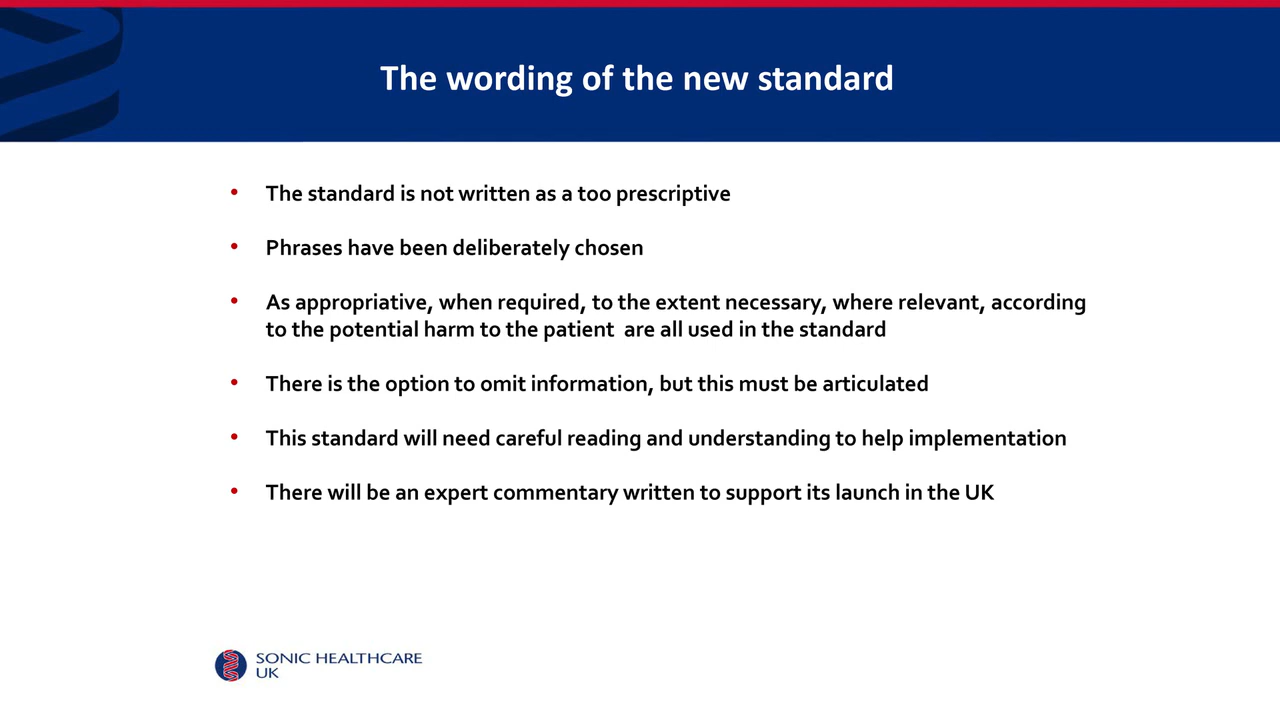 The wording of the new standard
• The standard is not written as a too prescriptive
• Phrases have been deliberately chosen
• As appropriative, when required, to the extent necessary, where relevant, according
to the potential harm to the patient  are all used in the standard
• There is the option to omit information, but this must be articulated
• This standard will need careful reading and understanding to help implementation
• There will be an expert commentary written to support its launch in the UK
SONIC HEALTHCARE
UK